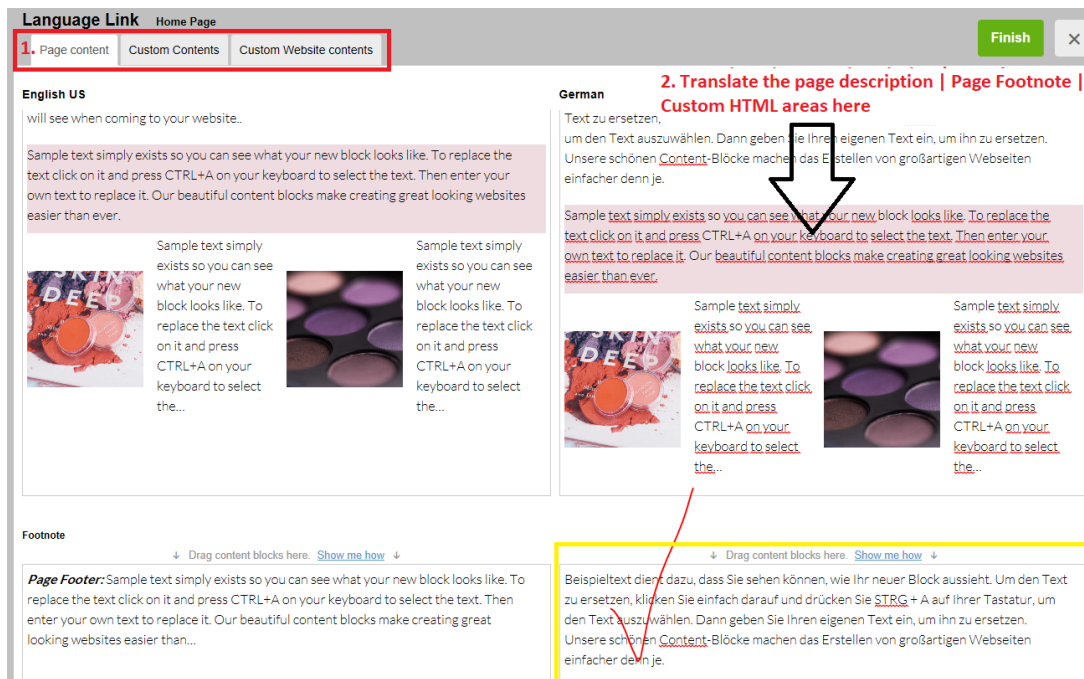 Language Link Home Page
1. Page content Custom Contents Custom Website contents
Finish ×
2. Translate the page description | Page Footnote |
Custom HTML areas here
English US
will see when coming to your website..
Sample text simply exists so you can see what your new block looks like. To replace the
text click on it and press CTRL+A on your keyboard to select the text. Then enter your
own text to replace it. Our beautiful content blocks make creating great looking websites
easier than ever.
SKIN
DEEP
Sample text simply
exists so you can see
what your new
block looks like. To
replace the text click
on it and press
CTRL+A on your
keyboard to select
the...
Sample text simply
exists so you can see
what your new
block looks like. To
replace the text click
on it and press
CTRL+A on your
keyboard to select
the...
German
Text zu ersetzen,
um den Text auszuwählen. Dann geben Sie Ihren eigenen Text ein, um ihn zu ersetzen.
Unsere schönen Content-Blöcke machen das Erstellen von großartigen Webseiten
einfacher denn je.
Sample text simply exists so you can see what your new block looks like. To replace the
text click on it and press CTRL+A on your keyboard to select the text. Then enter your
own text to replace it. Our beautiful content blocks make creating great looking websites
easier than ever.
SKIN
DEEP
Sample text simply
exists so you can see
what your new
block looks like. To
replace the text click
on it and press
CTRL+A on your
keyboard to select
the...
Sample text simply
exists so you can see
what your new
block looks like. To
replace the text click
on it and press
CTRL+A on your
keyboard to select
the...
Footnote
↓ Drag content blocks here. Show me how ↓
Page Footer: Sample text simply exists so you can see what your new block looks like. To
replace the text click on it and press CTRL+A on your keyboard to select the text. Then
enter your own text to replace it. Our beautiful content blocks make creating great
looking websites easier than...
↓ Drag content blocks here. Show me how ↓
Beispieltext dient dazu, dass Sie sehen können, wie Ihr neuer Block aussieht. Um den Text
zu ersetzen, klicken Sie einfach darauf und drücken Sie STRG + A auf Ihrer Tastatur, um
den Text auszuwählen. Dann geben Sie Ihren eigenen Text ein, um ihn zu ersetzen.
Unsere schönen Content-Blöcke machen das Erstellen von großartigen Webseiten
einfacher denn je.